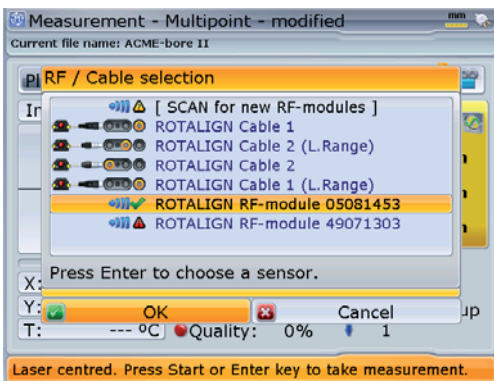 Measurement - Multipoint - modified mm
Current file name: ACME-bore II
RF / Cable selection
[ SCAN for new RF-modules ]
ROTALIGN Cable 1
ROTALIGN Cable 2 (L.Range)
ROTALIGN Cable 2
ROTALIGN Cable 1 (L.Range)
ROTALIGN RF-module 05081453
ROTALIGN RF-module 49071303
Press Enter to choose a sensor.
X:
Y:
OK Cancel
T: --- ºC Quality: 0% 1
Laser centred. Press Start or Enter key to take measurement.